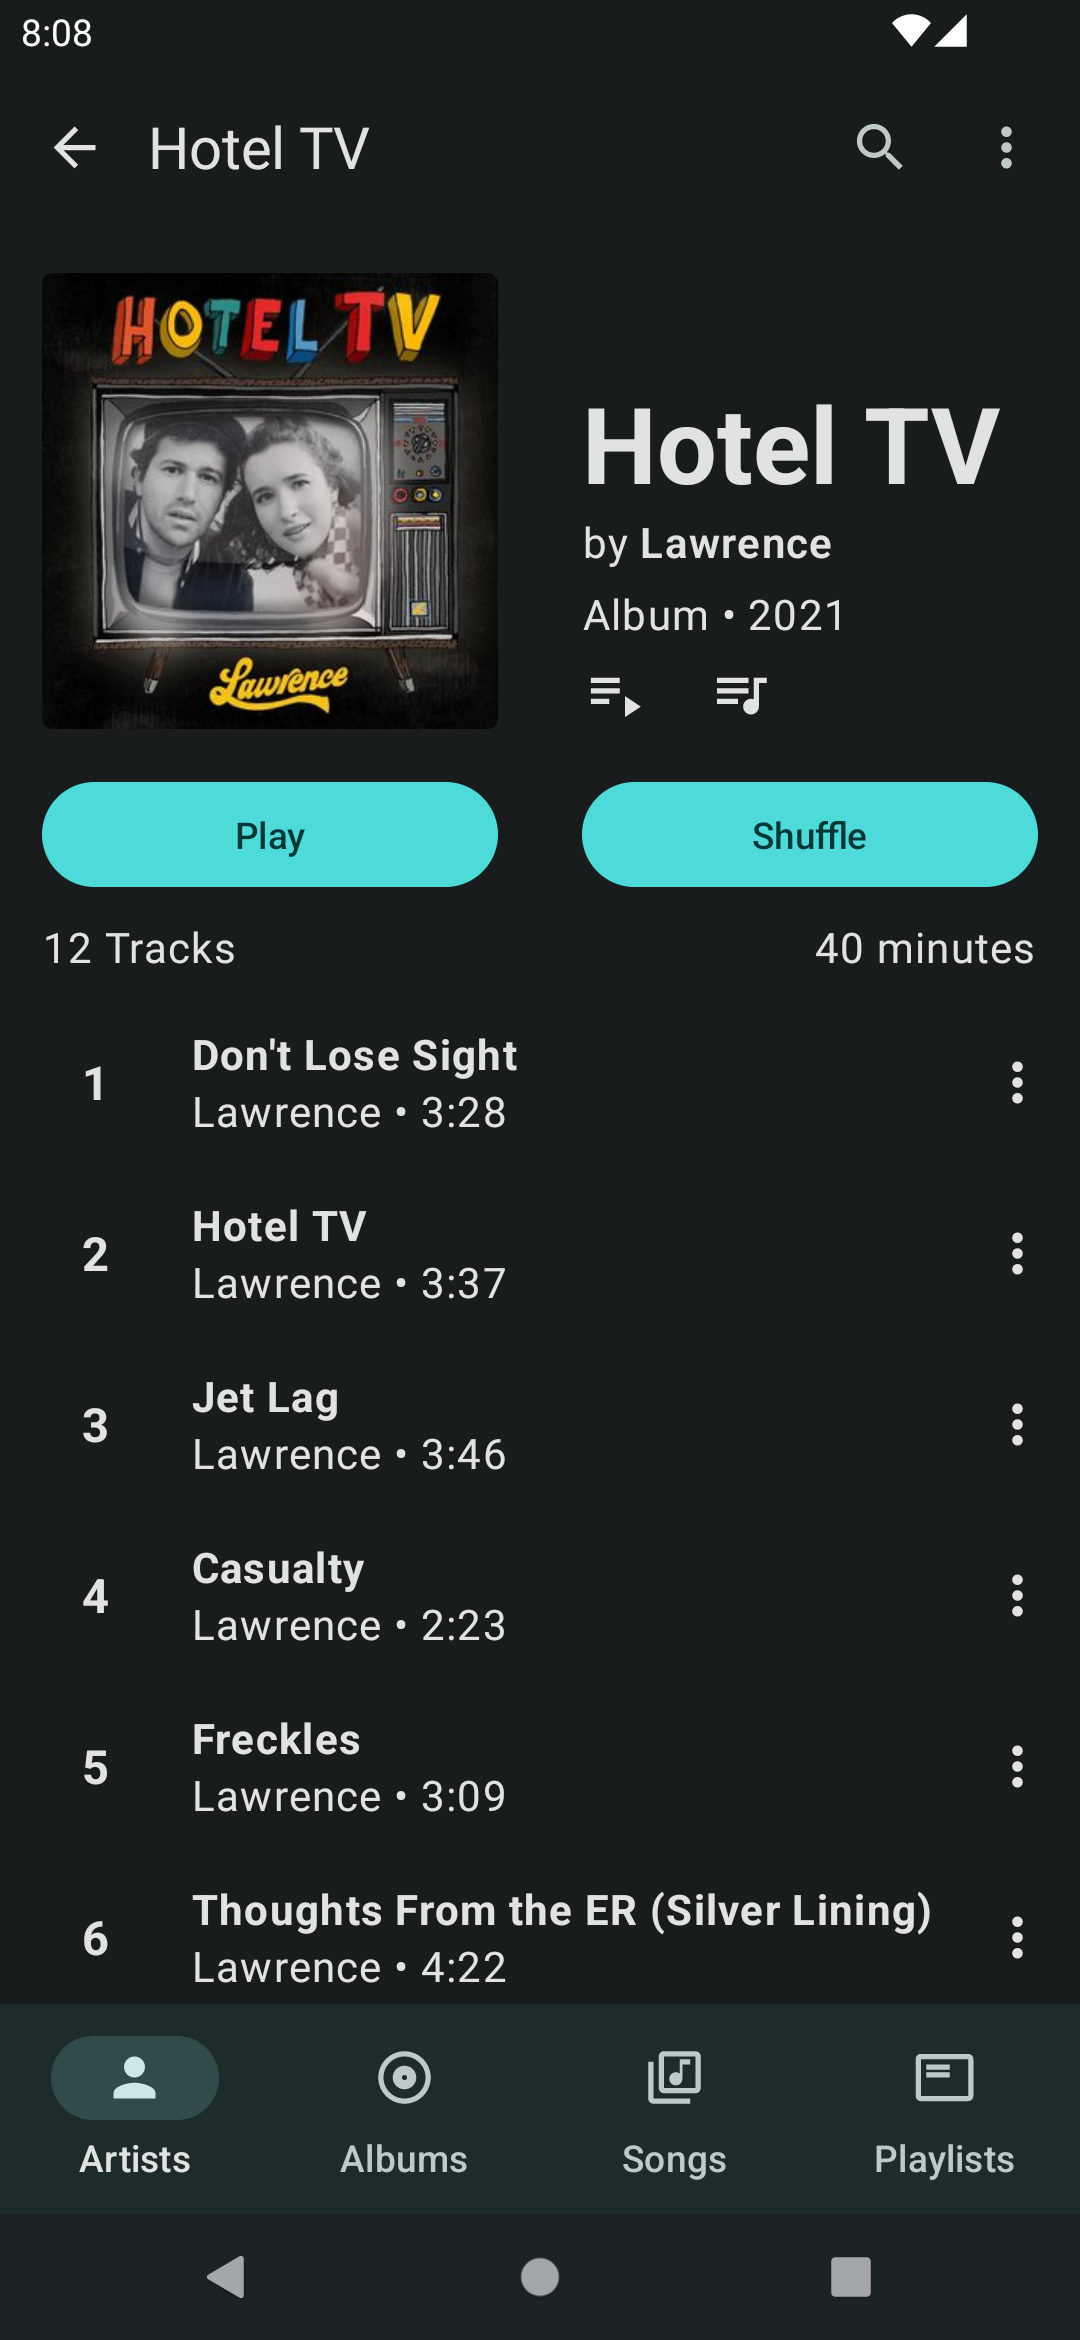 8:08
Hotel TV
HOTEL TV
Lawrence
Hotel TV
by Lawrence
Album • 2021
Play
Shuffle
12 Tracks
40 minutes
1
Don't Lose Sight
Lawrence • 3:28
2
Hotel TV
Lawrence • 3:37
3
Jet Lag
Lawrence • 3:46
4
Casualty
Lawrence • 2:23
5
Freckles
Lawrence • 3:09
6
Thoughts From the ER (Silver Lining)
Lawrence • 4:22
Artists
Albums
Songs
Playlists